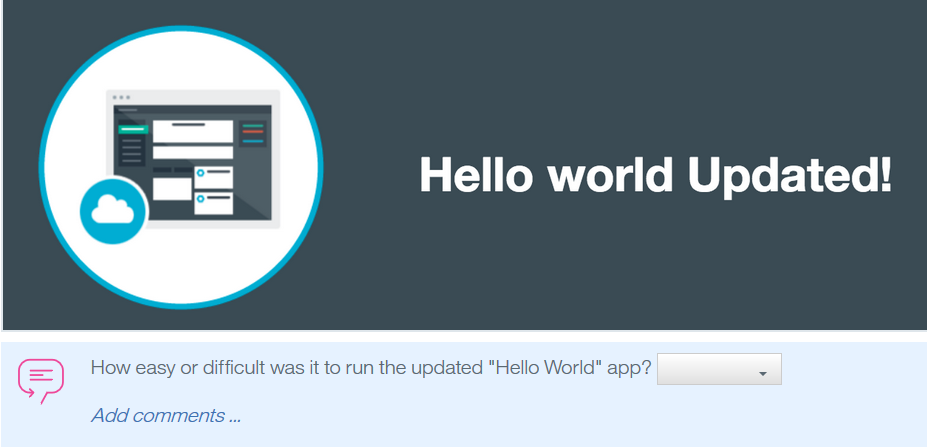 Hello world Updated!
How easy or difficult was it to run the updated "Hello World" app?
Add comments ...